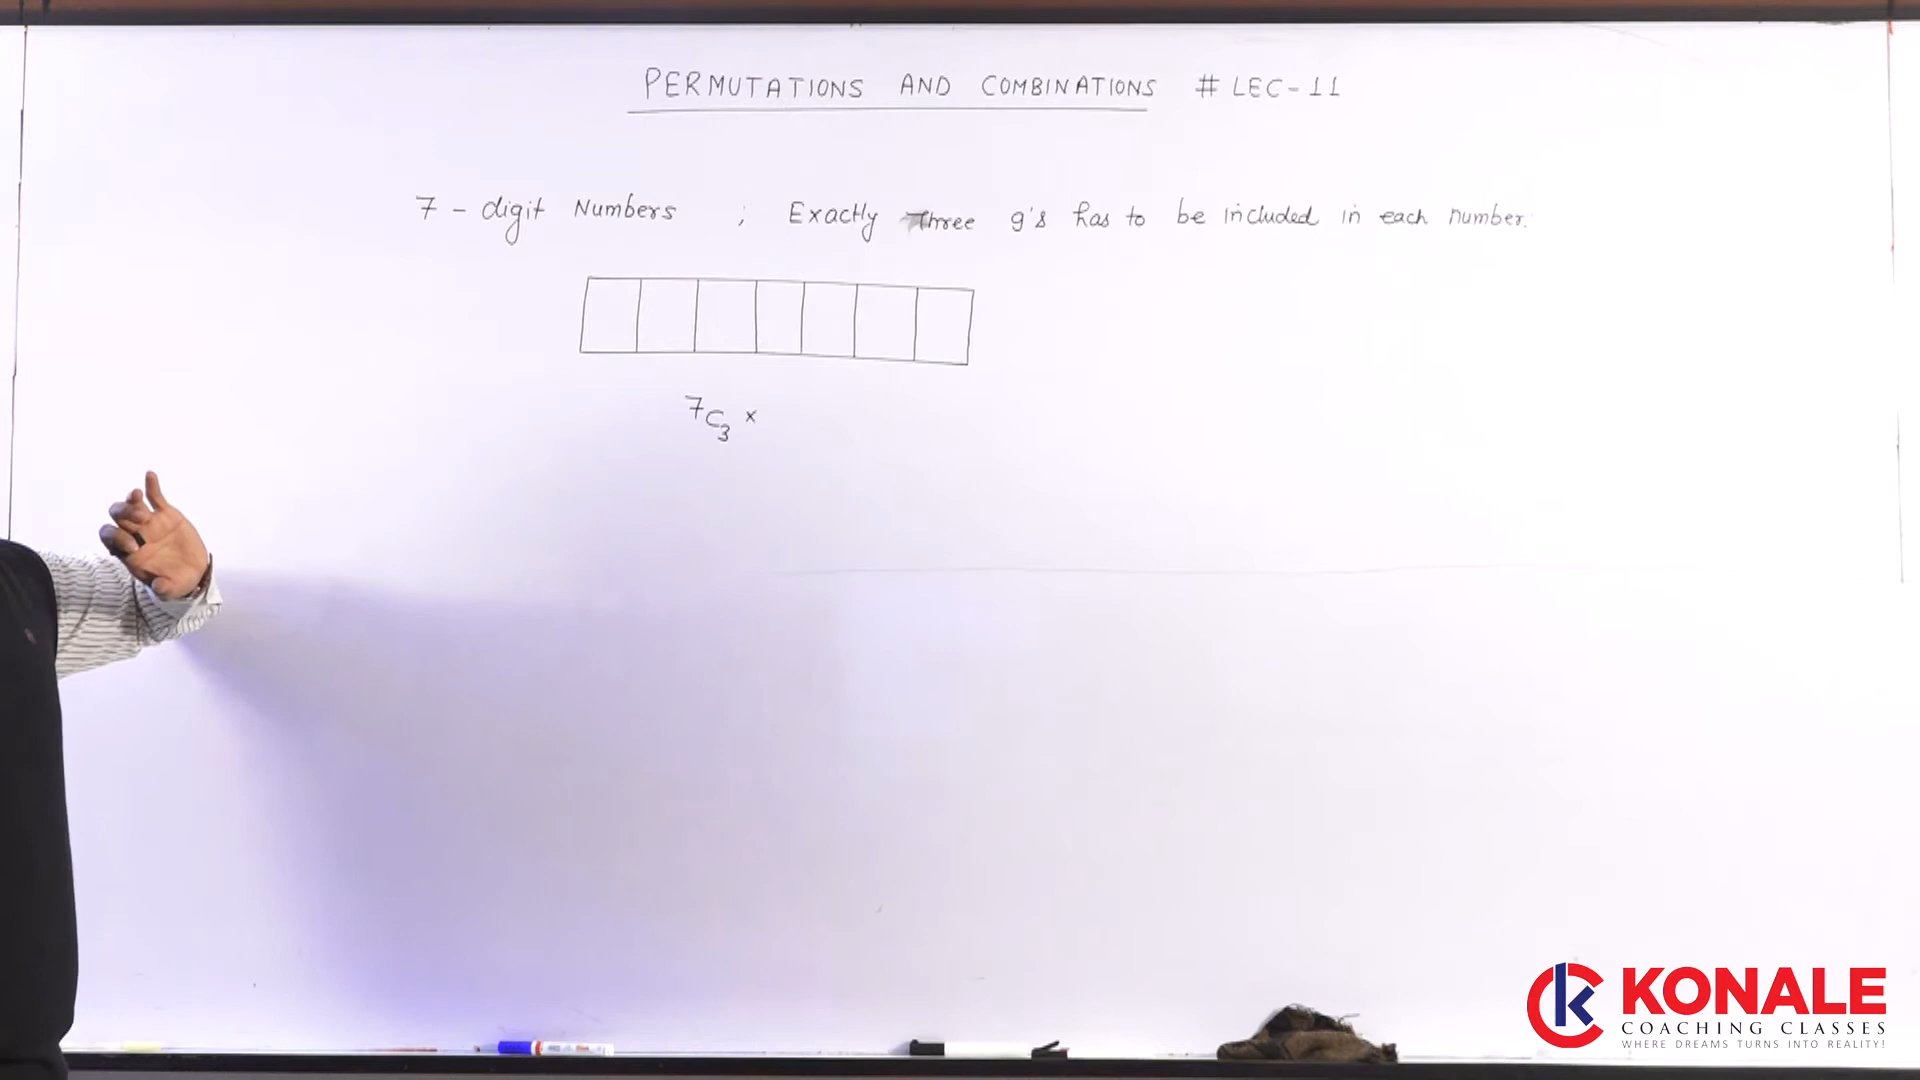 PERMUTATIONS AND COMBINATIONS # LEC-11
7 - digit Numbers ; Exactly Three 9's has to be included in each number.
⁷C₃ ×
KONALE
COACHING CLASSES
WHERE DREAMS TURNS INTO REALITY!